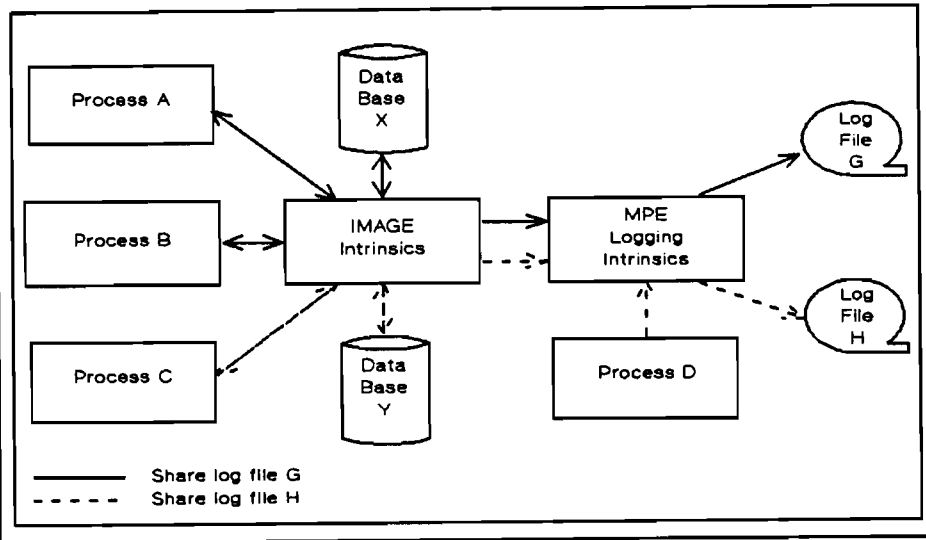 Process A
Data
Base
X
Log
File
G
Process B
IMAGE
Intrinsics
MPE
Logging
Intrinsics
Process C
Data
Base
Y
Process D
Log
File
H
Share log file G
Share log file H